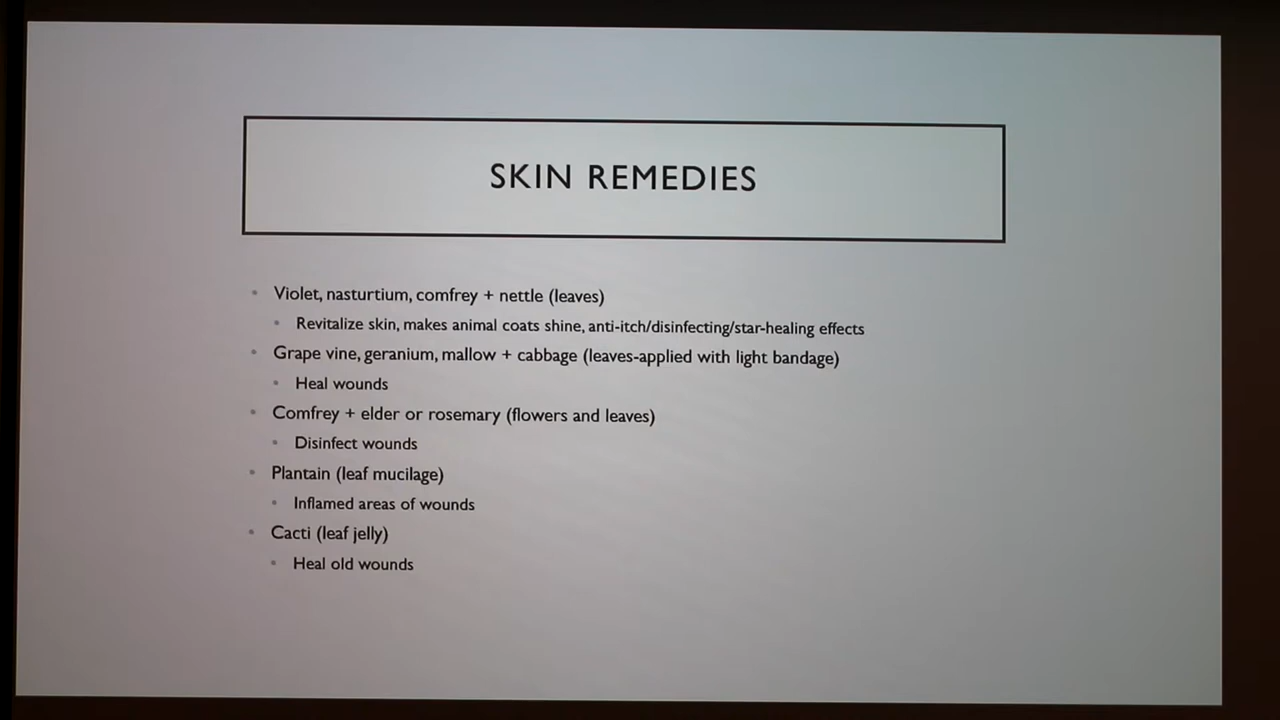 SKIN REMEDIES
• Violet, nasturtium, comfrey + nettle (leaves)
• Revitalize skin, makes animal coats shine, anti-itch/disinfecting/star-healing effects
• Grape vine, geranium, mallow + cabbage (leaves-applied with light bandage)
• Heal wounds
• Comfrey + elder or rosemary (flowers and leaves)
• Disinfect wounds
• Plantain (leaf mucilage)
• Inflamed areas of wounds
• Cacti (leaf jelly)
• Heal old wounds